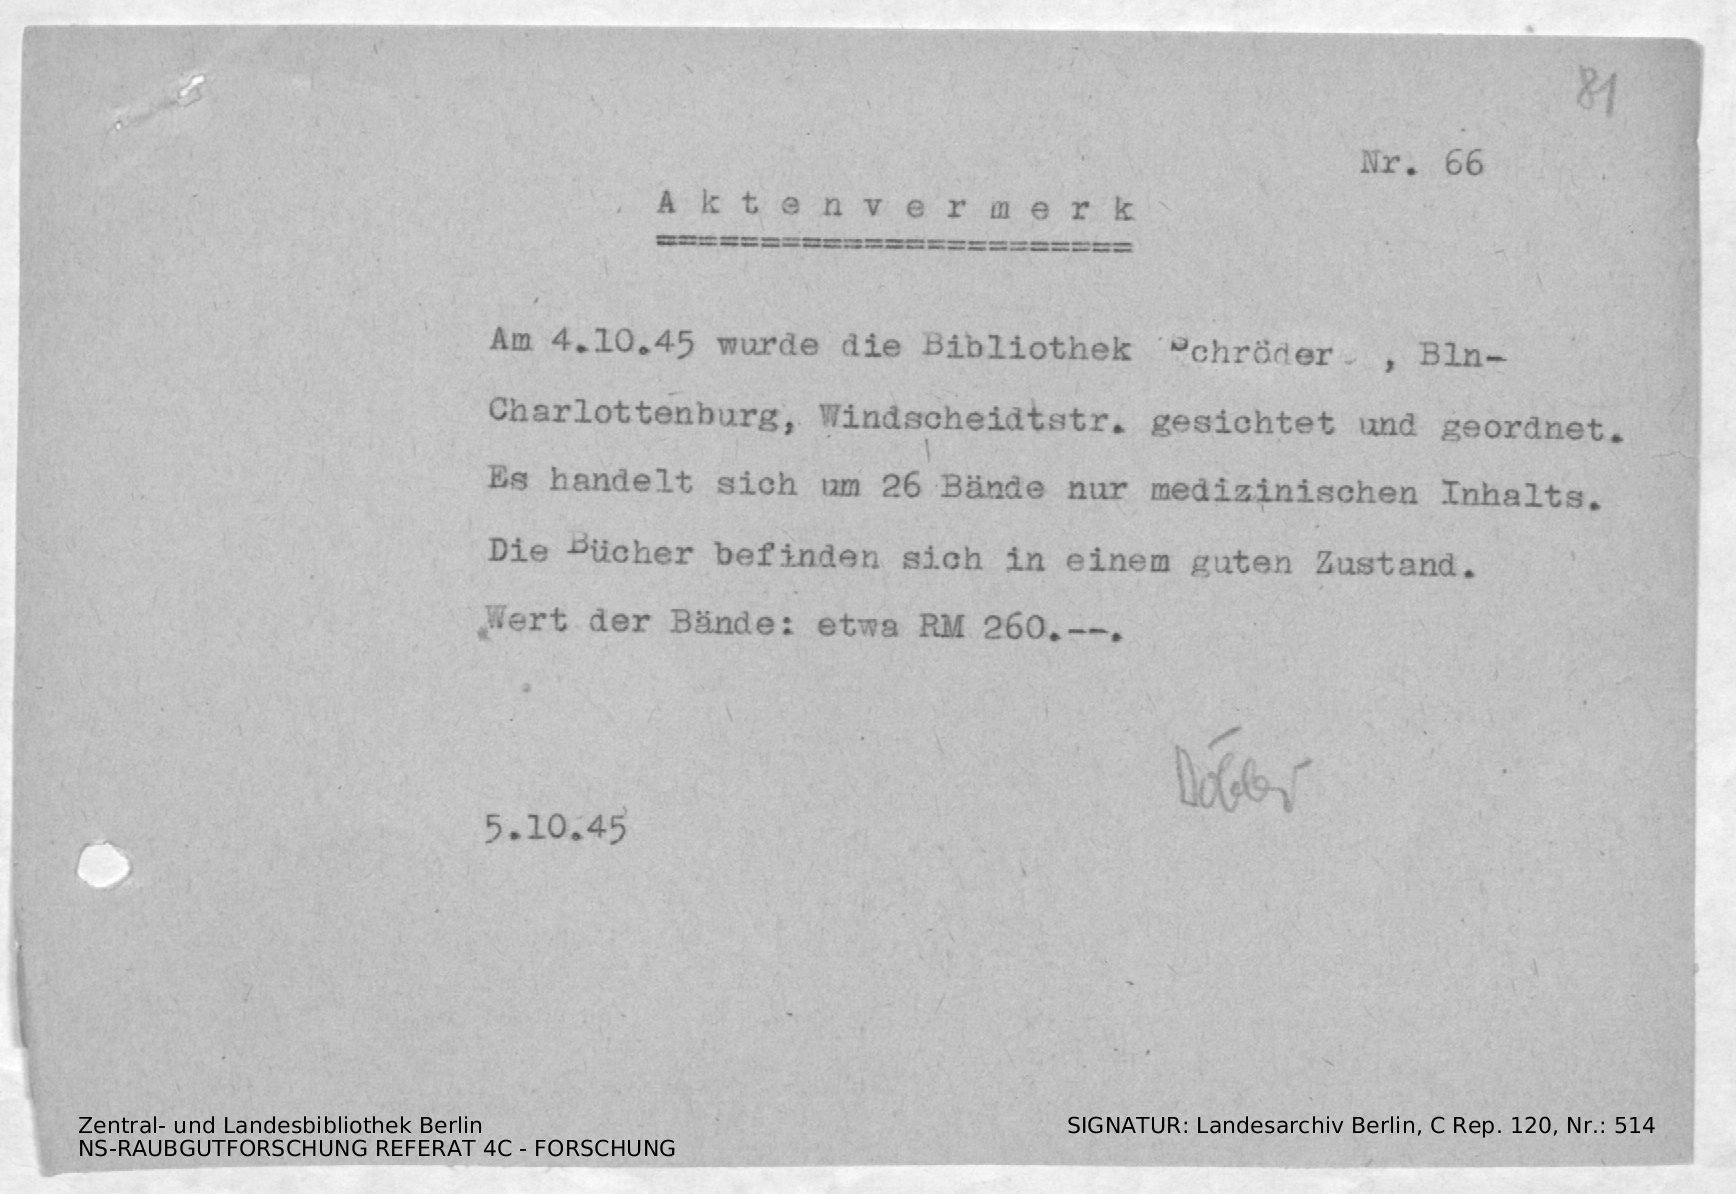 81
Nr. 66
A k t e n v e r m e r k
=======================
Am 4.10.45 wurde die Bibliothek Schröder , Bln-
Charlottenburg, Windscheidtstr. gesichtet und geordnet.
Es handelt sich um 26 Bände nur medizinischen Inhalts.
Die Bücher befinden sich in einem guten Zustand.
Wert der Bände: etwa RM 260.--.
5.10.45
Zentral- und Landesbibliothek Berlin
NS-RAUBGUTFORSCHUNG REFERAT 4C - FORSCHUNG
SIGNATUR: Landesarchiv Berlin, C Rep. 120, Nr.: 514